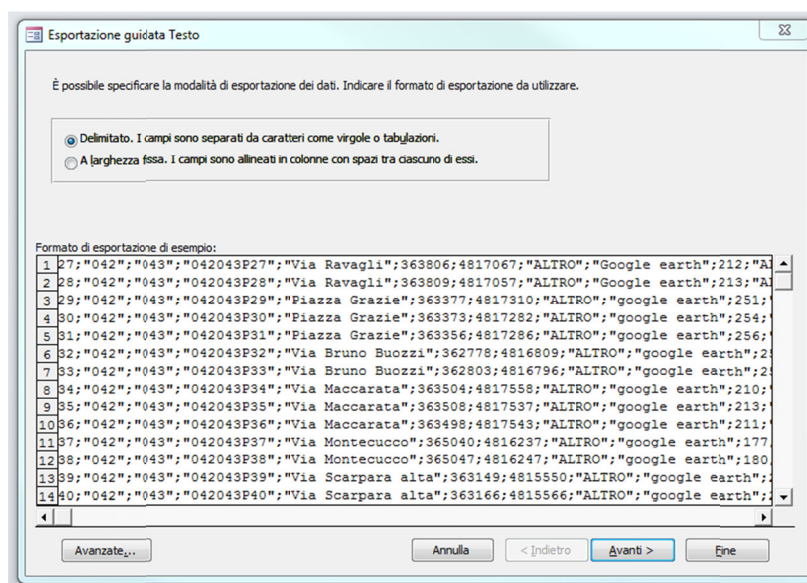 Esportazione guidata Testo
È possibile specificare la modalità di esportazione dei dati. Indicare il formato di esportazione da utilizzare.
Delimitato. I campi sono separati da caratteri come virgole o tabulazioni.
A larghezza fissa. I campi sono allineati in colonne con spazi tra ciascuno di essi.
Formato di esportazione di esempio:
1 27;"042";"043";"042043P27";"Via Ravagli";363806;4817067;"ALTRO";"Google earth";212;"AL
2 28;"042";"043";"042043P28";"Via Ravagli";363809;4817057;"ALTRO";"google earth";213;"AL
3 29;"042";"043";"042043P29";"Piazza Grazie";363377;4817310;"ALTRO";"google earth";251;"
4 30;"042";"043";"042043P30";"Piazza Grazie";363373;4817282;"ALTRO";"google earth";254;"
5 31;"042";"043";"042043P31";"Piazza Grazie";363356;4817286;"ALTRO";"google earth";256;"
6 32;"042";"043";"042043P32";"Via Bruno Buozzi";362778;4816809;"ALTRO";"google earth";25
7 33;"042";"043";"042043P33";"Via Bruno Buozzi";362803;4816796;"ALTRO";"google earth";25
8 34;"042";"043";"042043P34";"Via Maccarata";363504;4817558;"ALTRO";"google earth";210;"
9 35;"042";"043";"042043P35";"Via Maccarata";363508;4817537;"ALTRO";"google earth";213;"
10 36;"042";"043";"042043P36";"Via Maccarata";363498;4817543;"ALTRO";"google earth";211;"
11 37;"042";"043";"042043P37";"Via Montecucco";365040;4816237;"ALTRO";"google earth";177;
12 38;"042";"043";"042043P38";"Via Montecucco";365047;4816247;"ALTRO";"google earth";180;
13 39;"042";"043";"042043P39";"Via Scarpara alta";363149;4815550;"ALTRO";"google earth";
14 40;"042";"043";"042043P40";"Via Scarpara alta";363166;4815566;"ALTRO";"google earth";
Avanzate... Annulla < Indietro Avanti > Fine